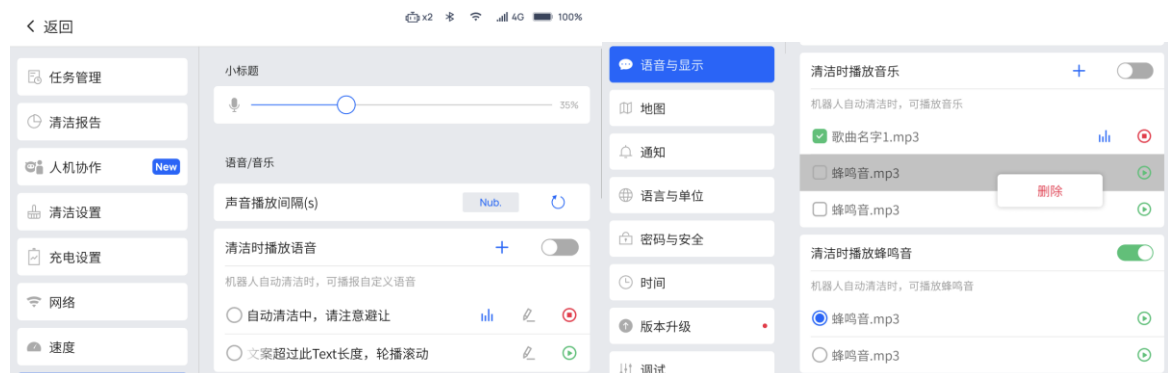 返回
x2 4G 100%
任务管理
清洁报告
人机协作 New
清洁设置
充电设置
网络
速度
小标题
35%
语音/音乐
声音播放间隔(s) Nub.
清洁时播放语音
机器人自动清洁时，可播报自定义语音
自动清洁中，请注意避让
文案超过此Text长度，轮播滚动
语音与显示
地图
通知
语言与单位
密码与安全
时间
版本升级
调试
清洁时播放音乐
机器人自动清洁时，可播放音乐
歌曲名字1.mp3
蜂鸣音.mp3
删除
蜂鸣音.mp3
清洁时播放蜂鸣音
机器人自动清洁时，可播放蜂鸣音
蜂鸣音.mp3
蜂鸣音.mp3